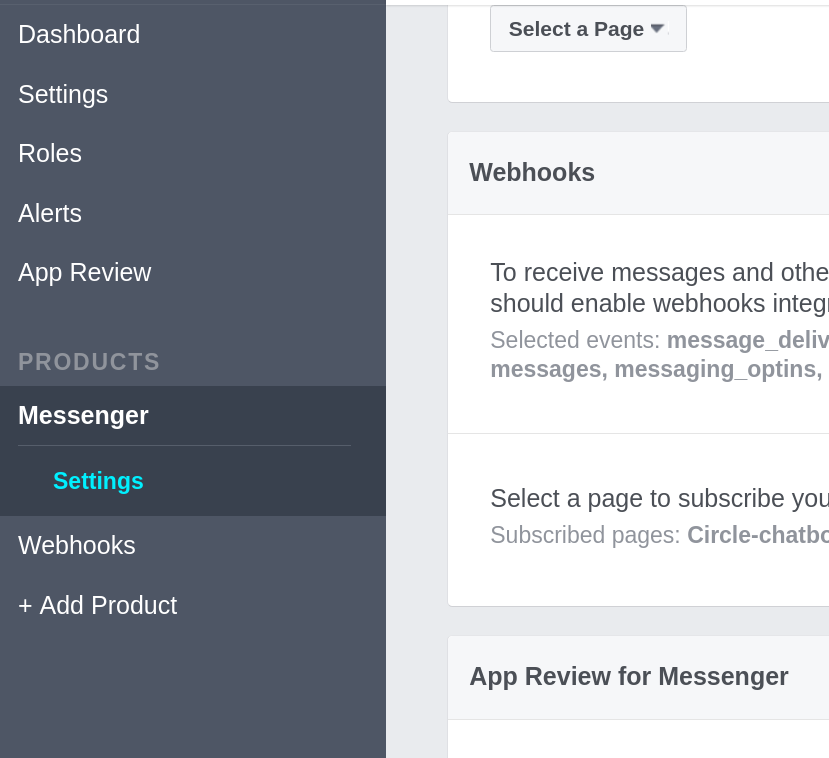 Dashboard
Settings
Roles
Alerts
App Review
PRODUCTS
Messenger
Settings
Webhooks
+ Add Product
Select a Page
Webhooks
To receive messages and othe
should enable webhooks integ
Selected events: message_deliv
messages, messaging_optins,
Select a page to subscribe you
Subscribed pages: Circle-chatbo
App Review for Messenger